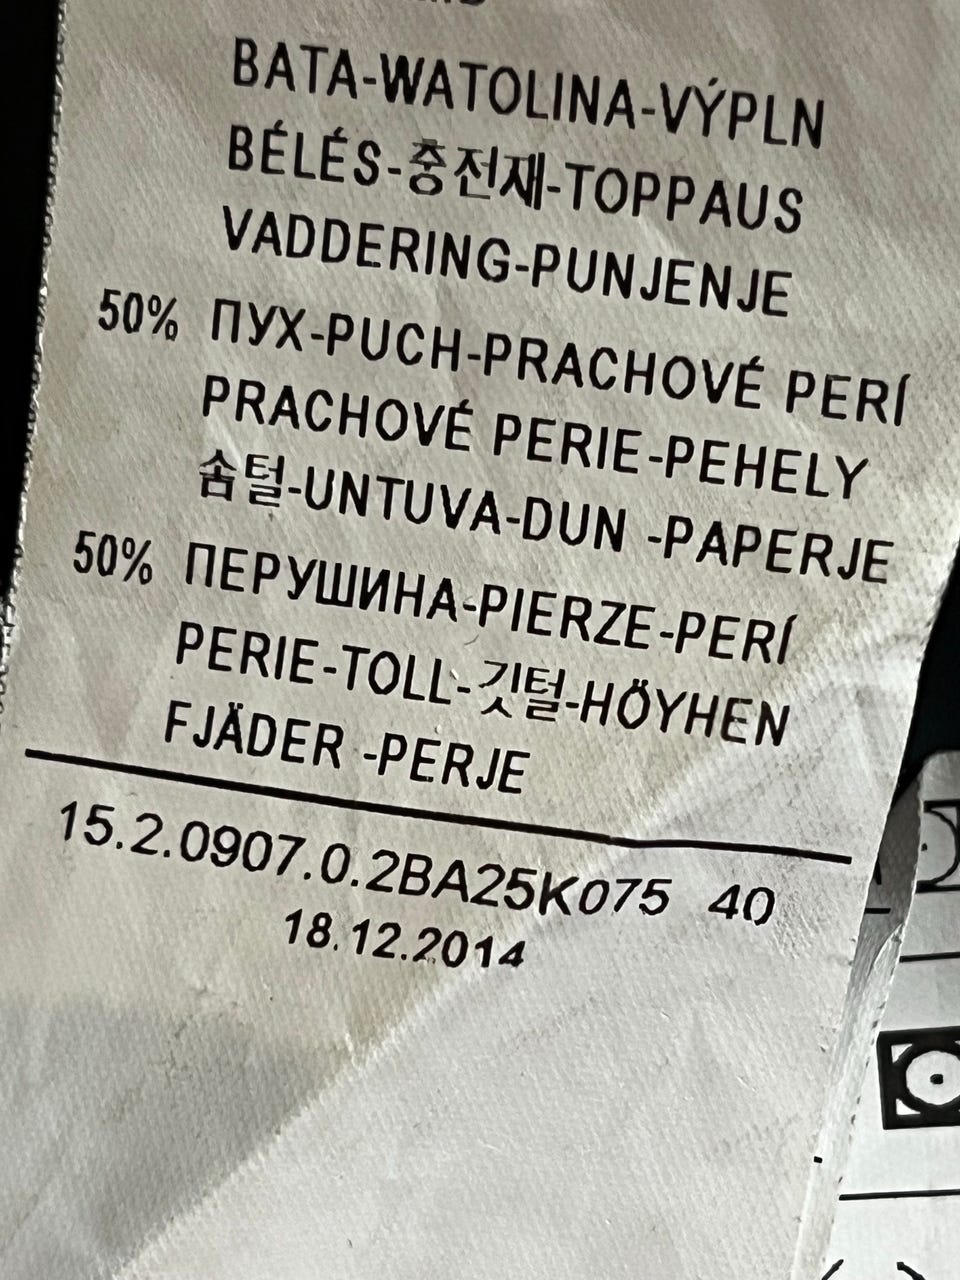 ВАТА-WATOLINA-VÝPLN
BÉLÉS-충전재-TOPPAUS
VADDERING-PUNJENJE
50% ПУХ-PUCH-PRACHOVÉ PERÍ
PRACHOVÉ PERIE-PEHELY
솜털-UNTUVA-DUN -PAPERJE
50% ПЕРУШИНА-PIERZE-PERÍ
PERIE-TOLL-깃털-HÖYHEN
FJÄDER -PERJE
15.2.0907.0.2BA25K075 40
18.12.2014